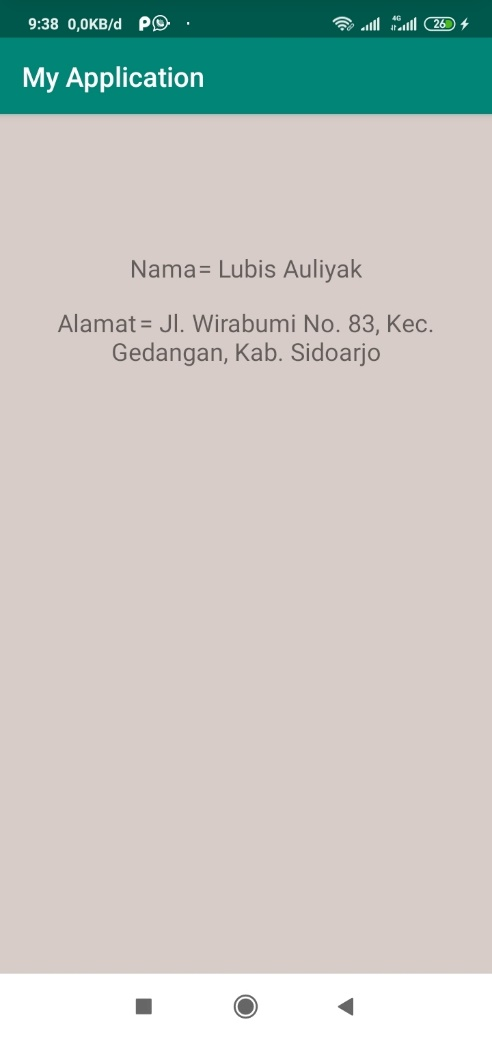 9:38 0,0KB/d
4G
26
My Application
Nama= Lubis Auliyak
Alamat= Jl. Wirabumi No. 83, Kec.
Gedangan, Kab. Sidoarjo